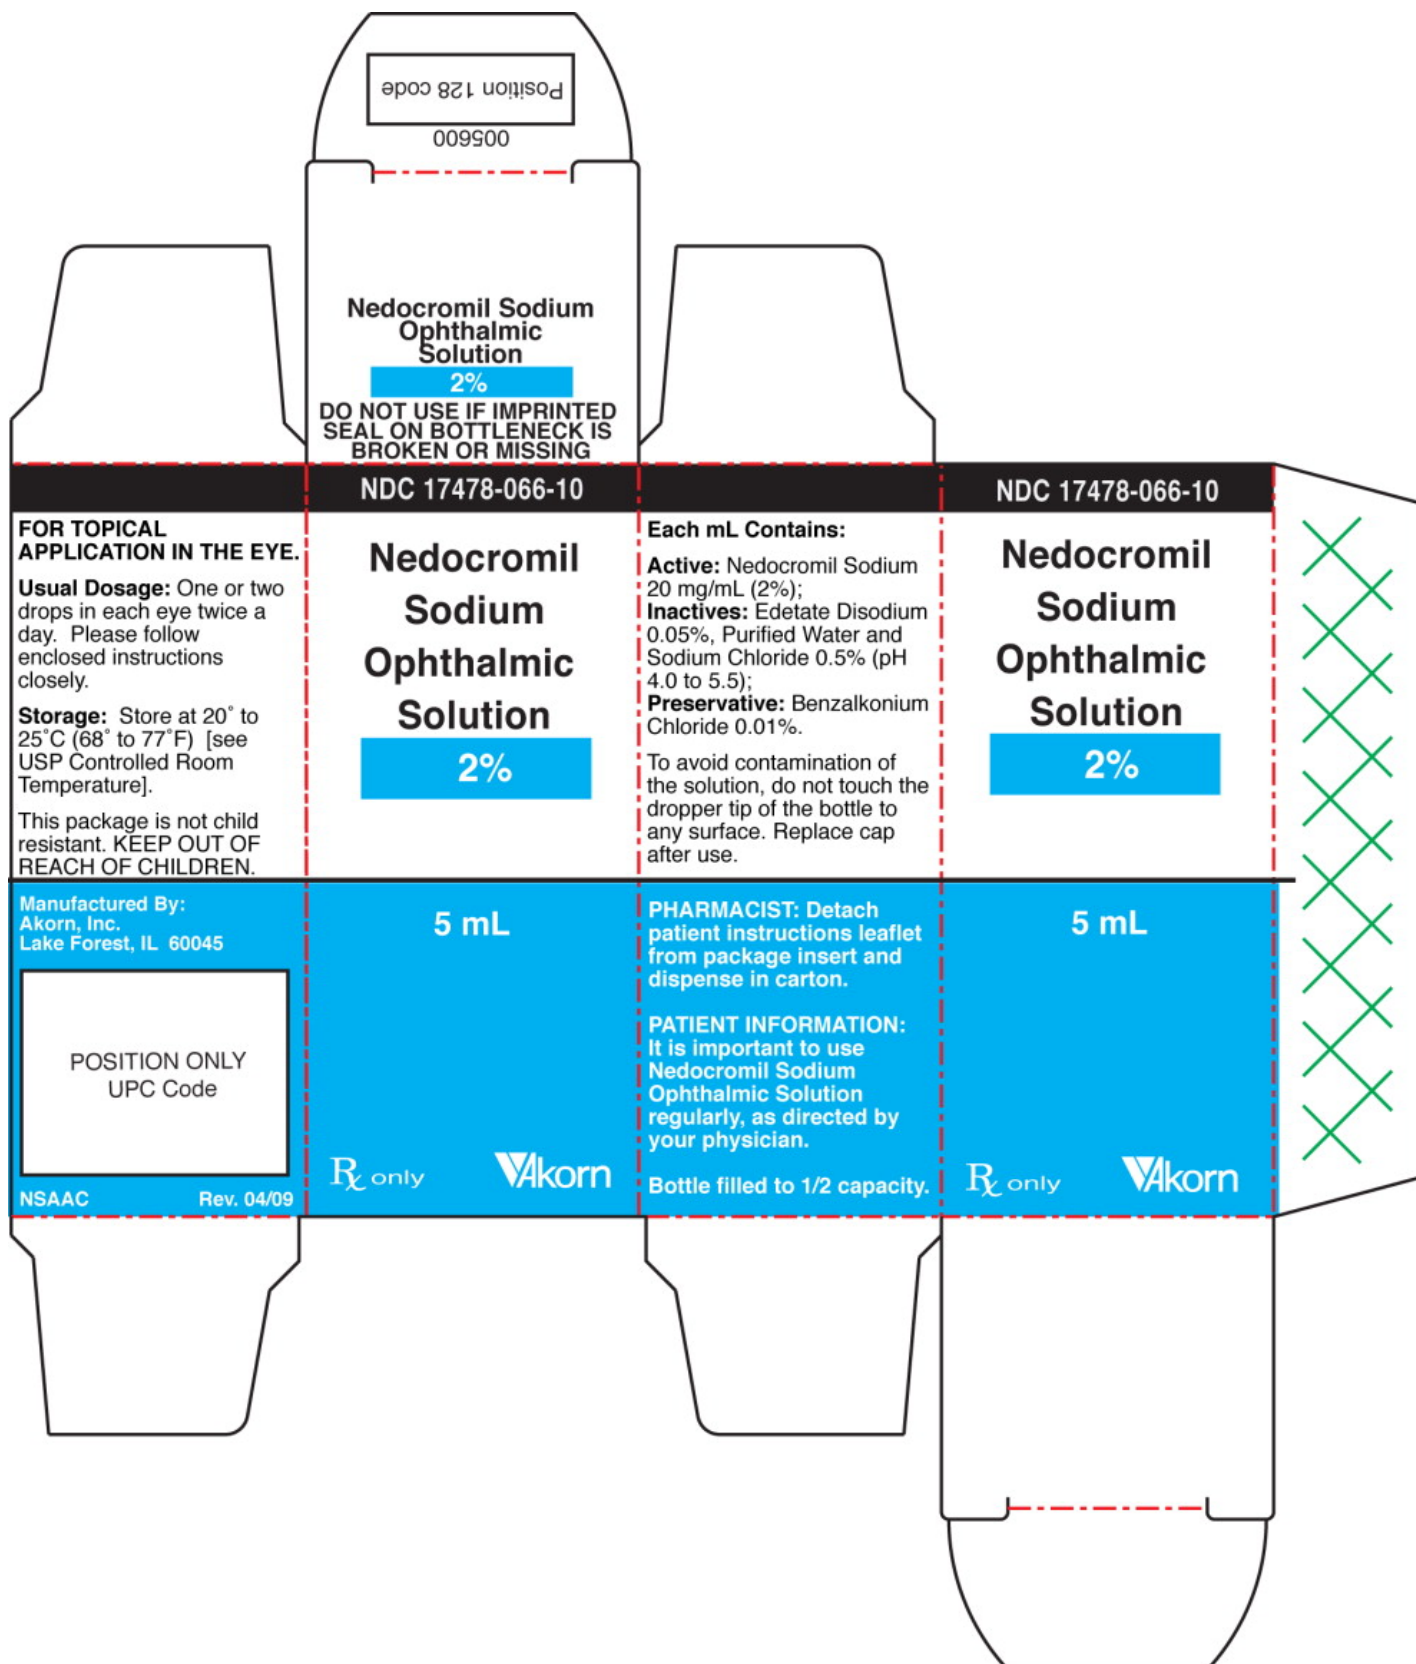 Position 128 code
005600
Nedocromil Sodium
Ophthalmic
Solution
2%
DO NOT USE IF IMPRINTED
SEAL ON BOTTLENECK IS
BROKEN OR MISSING
FOR TOPICAL
APPLICATION IN THE EYE.
Usual Dosage: One or two
drops in each eye twice a
day. Please follow
enclosed instructions
closely.
Storage: Store at 20˚ to
25˚C (68˚ to 77˚F) [see
USP Controlled Room
Temperature].
This package is not child
resistant. KEEP OUT OF
REACH OF CHILDREN.
Manufactured By:
Akorn, Inc.
Lake Forest, IL 60045
POSITION ONLY
UPC Code
NSAAC Rev. 04/09
NDC 17478-066-10
Nedocromil
Sodium
Ophthalmic
Solution
2%
5 mL
Rx only Akorn
Each mL Contains:
Active: Nedocromil Sodium
20 mg/mL (2%);
Inactives: Edetate Disodium
0.05%, Purified Water and
Sodium Chloride 0.5% (pH
4.0 to 5.5);
Preservative: Benzalkonium
Chloride 0.01%.
To avoid contamination of
the solution, do not touch the
dropper tip of the bottle to
any surface. Replace cap
after use.
PHARMACIST: Detach
patient instructions leaflet
from package insert and
dispense in carton.
PATIENT INFORMATION:
It is important to use
Nedocromil Sodium
Ophthalmic Solution
regularly, as directed by
your physician.
Bottle filled to 1/2 capacity.
NDC 17478-066-10
Nedocromil
Sodium
Ophthalmic
Solution
2%
5 mL
Rx only Akorn